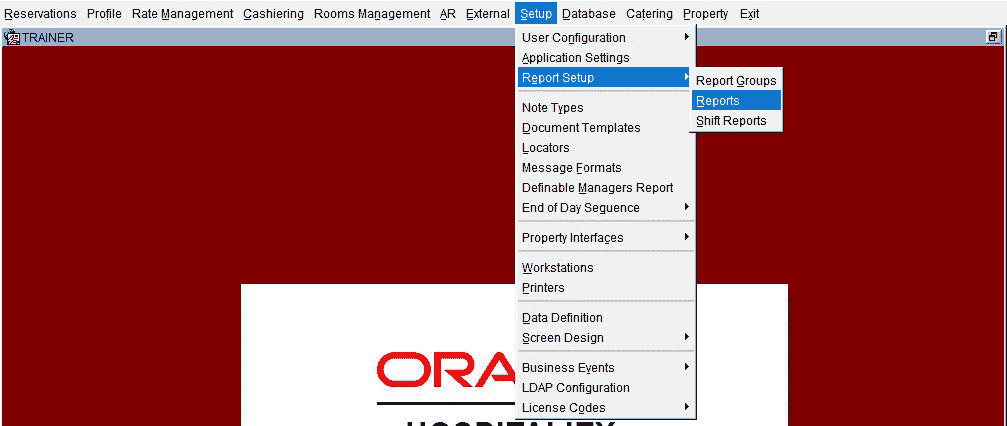 Reservations Profile Rate Management Cashiering Rooms Management AR External Setup Database Catering Property Exit
TRAINER
User Configuration
Application Settings
Report Setup
Report Groups
Reports
Shift Reports
Note Types
Document Templates
Locators
Message Formats
Definable Managers Report
End of Day Sequence
Property Interfaces
Workstations
Printers
Data Definition
Screen Design
Business Events
LDAP Configuration
License Codes
ORA
HOSPITALITY